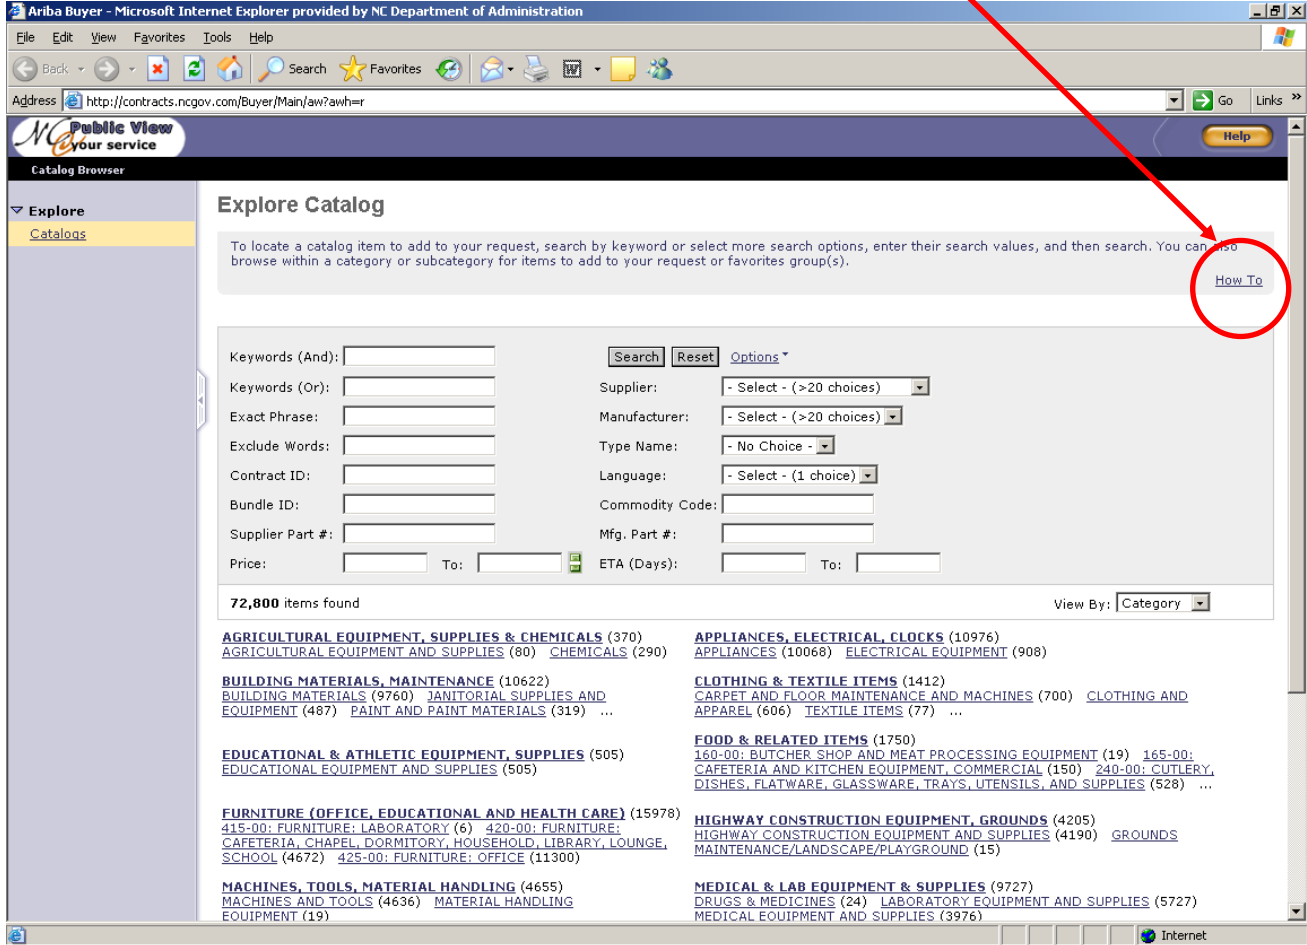 Ariba Buyer - Microsoft Internet Explorer provided by NC Department of Administration
File Edit View Favorites Tools Help
Back Search Favorites
Address http://contracts.ncgov.com/Buyer/Main/aw?awh=r Go Links »
NC Public View
@your service
Help
Catalog Browser
Explore
Catalogs
Explore Catalog
To locate a catalog item to add to your request, search by keyword or select more search options, enter their search values, and then search. You can also
browse within a category or subcategory for items to add to your request or favorites group(s).
How To
Keywords (And): Search Reset Options
Keywords (Or): Supplier: - Select - (>20 choices)
Exact Phrase: Manufacturer: - Select - (>20 choices)
Exclude Words: Type Name: - No Choice -
Contract ID: Language: - Select - (1 choice)
Bundle ID: Commodity Code:
Supplier Part #: Mfg. Part #:
Price: To: ETA (Days): To:
72,800 items found View By: Category
AGRICULTURAL EQUIPMENT, SUPPLIES & CHEMICALS (370)
AGRICULTURAL EQUIPMENT AND SUPPLIES (80) CHEMICALS (290)
APPLIANCES, ELECTRICAL, CLOCKS (10976)
APPLIANCES (10068) ELECTRICAL EQUIPMENT (908)
BUILDING MATERIALS, MAINTENANCE (10622)
BUILDING MATERIALS (9760) JANITORIAL SUPPLIES AND
EQUIPMENT (487) PAINT AND PAINT MATERIALS (319) ...
CLOTHING & TEXTILE ITEMS (1412)
CARPET AND FLOOR MAINTENANCE AND MACHINES (700) CLOTHING AND
APPAREL (606) TEXTILE ITEMS (77) ...
EDUCATIONAL & ATHLETIC EQUIPMENT, SUPPLIES (505)
EDUCATIONAL EQUIPMENT AND SUPPLIES (505)
FOOD & RELATED ITEMS (1750)
160-00: BUTCHER SHOP AND MEAT PROCESSING EQUIPMENT (19) 165-00:
CAFETERIA AND KITCHEN EQUIPMENT, COMMERCIAL (150) 240-00: CUTLERY,
DISHES, FLATWARE, GLASSWARE, TRAYS, UTENSILS, AND SUPPLIES (528) ...
FURNITURE (OFFICE, EDUCATIONAL AND HEALTH CARE) (15978)
415-00: FURNITURE: LABORATORY (6) 420-00: FURNITURE:
CAFETERIA, CHAPEL, DORMITORY, HOUSEHOLD, LIBRARY, LOUNGE,
SCHOOL (4672) 425-00: FURNITURE: OFFICE (11300)
HIGHWAY CONSTRUCTION EQUIPMENT, GROUNDS (4205)
HIGHWAY CONSTRUCTION EQUIPMENT AND SUPPLIES (4190) GROUNDS
MAINTENANCE/LANDSCAPE/PLAYGROUND (15)
MACHINES, TOOLS, MATERIAL HANDLING (4655)
MACHINES AND TOOLS (4636) MATERIAL HANDLING
EQUIPMENT (19)
MEDICAL & LAB EQUIPMENT & SUPPLIES (9727)
DRUGS & MEDICINES (24) LABORATORY EQUIPMENT AND SUPPLIES (5727)
MEDICAL EQUIPMENT AND SUPPLIES (3976)
Internet